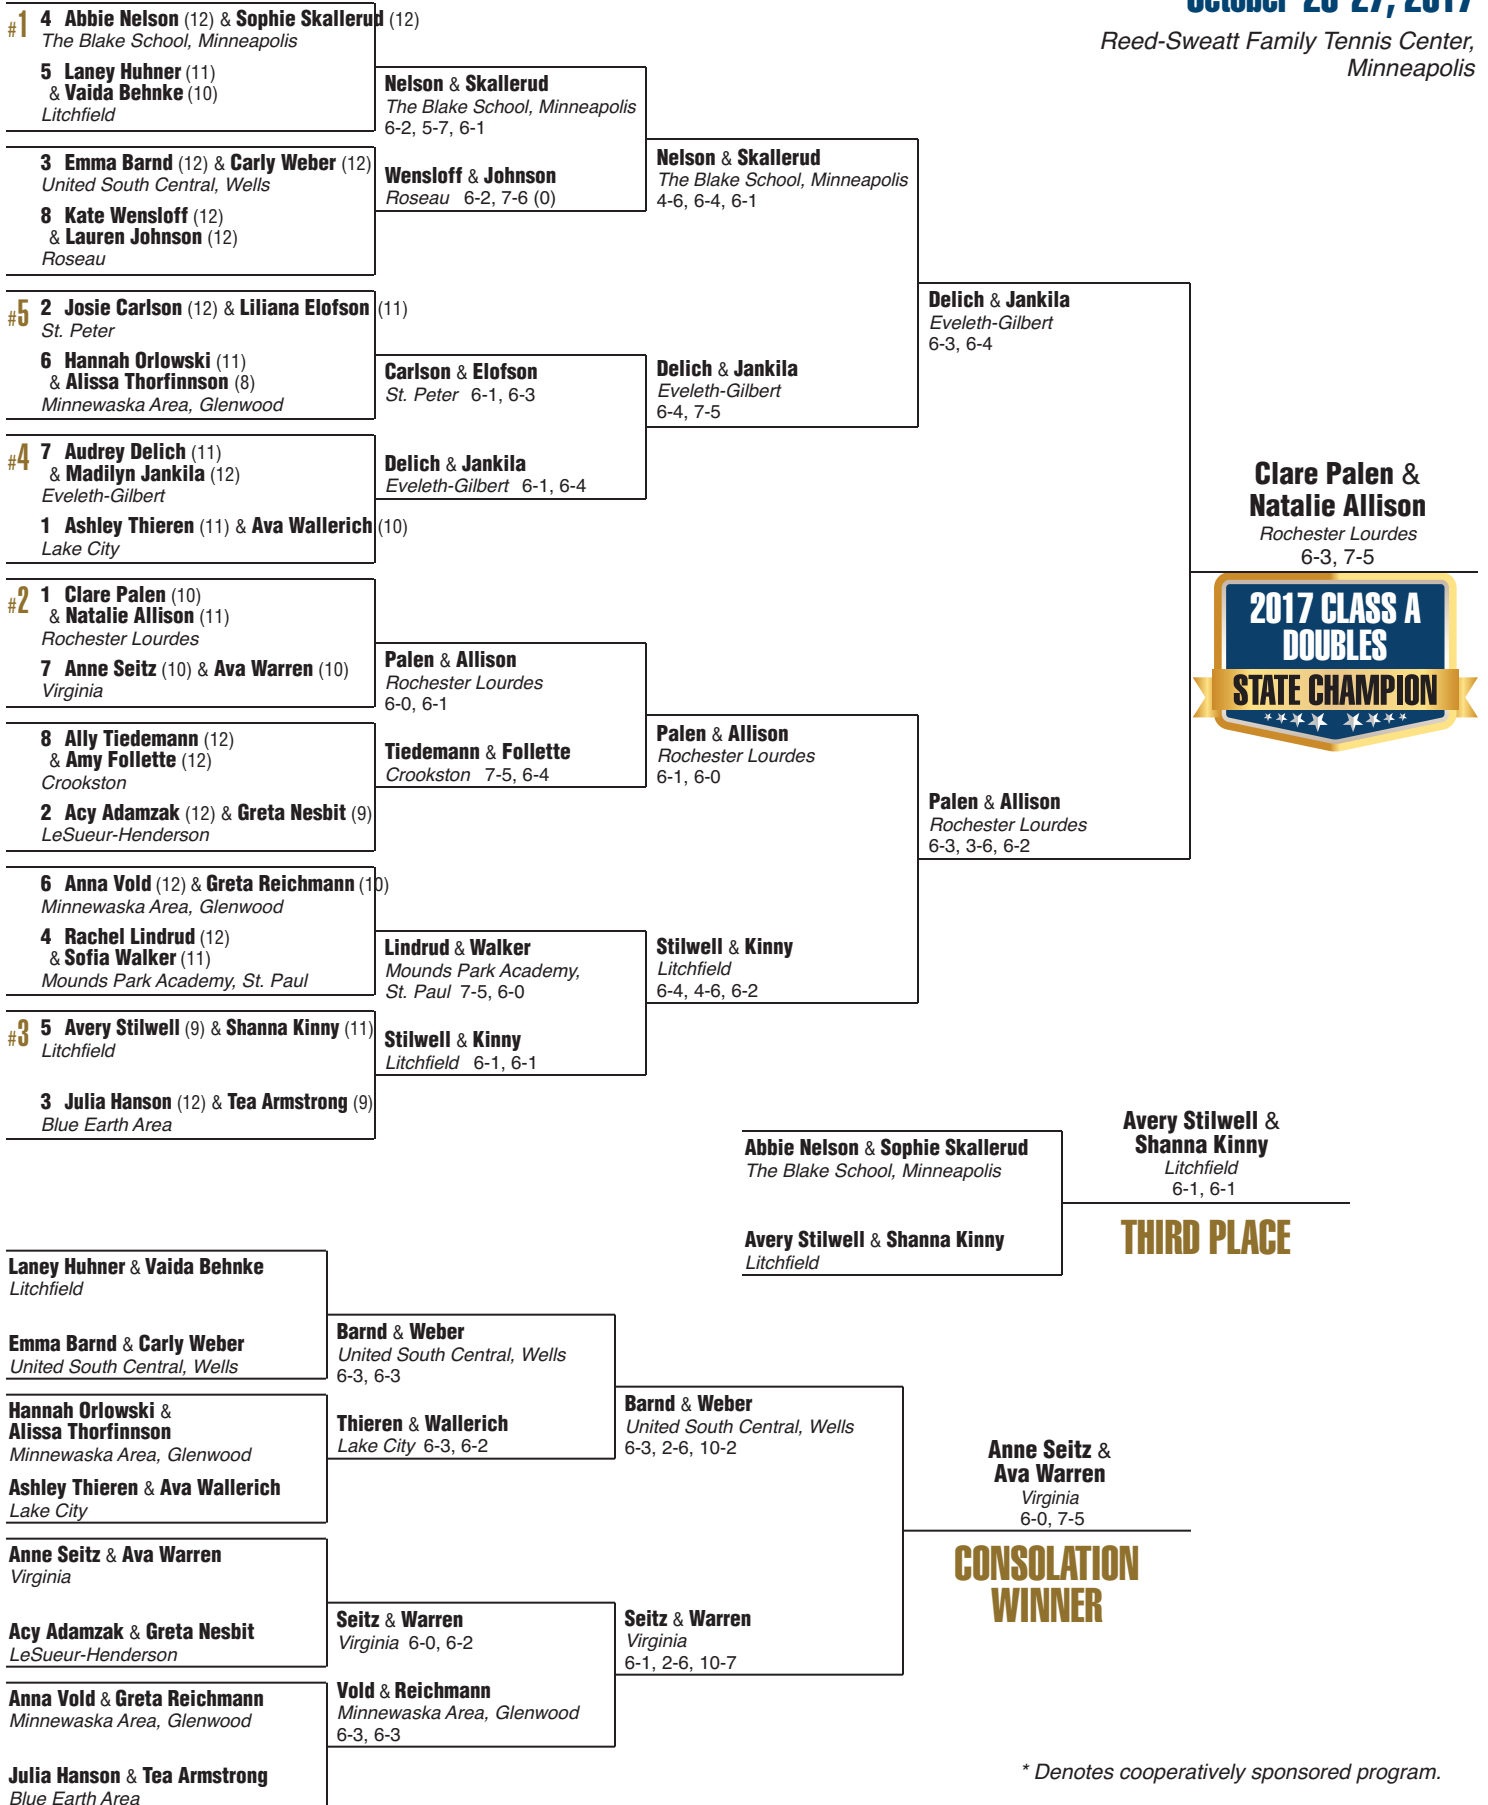 October 26-27, 2017
Reed-Sweatt Family Tennis Center,
Minneapolis
#1 4 Abbie Nelson (12) & Sophie Skallerud (12)
The Blake School, Minneapolis
5 Laney Huhner (11)
& Vaida Behnke (10)
Litchfield
3 Emma Barnd (12) & Carly Weber (12)
United South Central, Wells
8 Kate Wensloff (12)
& Lauren Johnson (12)
Roseau
#5 2 Josie Carlson (12) & Liliana Elofson (11)
St. Peter
6 Hannah Orlowski (11)
& Alissa Thorfinnson (8)
Minnewaska Area, Glenwood
#4 7 Audrey Delich (11)
& Madilyn Jankila (12)
Eveleth-Gilbert
1 Ashley Thieren (11) & Ava Wallerich (10)
Lake City
#2 1 Clare Palen (10)
& Natalie Allison (11)
Rochester Lourdes
7 Anne Seitz (10) & Ava Warren (10)
Virginia
8 Ally Tiedemann (12)
& Amy Follette (12)
Crookston
2 Acy Adamzak (12) & Greta Nesbit (9)
LeSueur-Henderson
6 Anna Vold (12) & Greta Reichmann (10)
Minnewaska Area, Glenwood
4 Rachel Lindrud (12)
& Sofia Walker (11)
Mounds Park Academy, St. Paul
#3 5 Avery Stilwell (9) & Shanna Kinny (11)
Litchfield
3 Julia Hanson (12) & Tea Armstrong (9)
Blue Earth Area
Nelson & Skallerud
The Blake School, Minneapolis
6-2, 5-7, 6-1
Wensloff & Johnson
Roseau 6-2, 7-6 (0)
Carlson & Elofson
St. Peter 6-1, 6-3
Delich & Jankila
Eveleth-Gilbert 6-1, 6-4
Palen & Allison
Rochester Lourdes
6-0, 6-1
Tiedemann & Follette
Crookston 7-5, 6-4
Lindrud & Walker
Mounds Park Academy,
St. Paul 7-5, 6-0
Stilwell & Kinny
Litchfield 6-1, 6-1
Nelson & Skallerud
The Blake School, Minneapolis
4-6, 6-4, 6-1
Delich & Jankila
Eveleth-Gilbert
6-4, 7-5
Palen & Allison
Rochester Lourdes
6-1, 6-0
Stilwell & Kinny
Litchfield
6-4, 4-6, 6-2
Delich & Jankila
Eveleth-Gilbert
6-3, 6-4
Palen & Allison
Rochester Lourdes
6-3, 3-6, 6-2
Clare Palen &
Natalie Allison
Rochester Lourdes
6-3, 7-5
2017 CLASS A
DOUBLES
STATE CHAMPION
Abbie Nelson & Sophie Skallerud
The Blake School, Minneapolis
Avery Stilwell & Shanna Kinny
Litchfield
Avery Stilwell &
Shanna Kinny
Litchfield
6-1, 6-1
THIRD PLACE
Laney Huhner & Vaida Behnke
Litchfield
Emma Barnd & Carly Weber
United South Central, Wells
Hannah Orlowski &
Alissa Thorfinnson
Minnewaska Area, Glenwood
Ashley Thieren & Ava Wallerich
Lake City
Anne Seitz & Ava Warren
Virginia
Acy Adamzak & Greta Nesbit
LeSueur-Henderson
Anna Vold & Greta Reichmann
Minnewaska Area, Glenwood
Julia Hanson & Tea Armstrong
Blue Earth Area
Barnd & Weber
United South Central, Wells
6-3, 6-3
Thieren & Wallerich
Lake City 6-3, 6-2
Seitz & Warren
Virginia 6-0, 6-2
Vold & Reichmann
Minnewaska Area, Glenwood
6-3, 6-3
Barnd & Weber
United South Central, Wells
6-3, 2-6, 10-2
Seitz & Warren
Virginia
6-1, 2-6, 10-7
Anne Seitz &
Ava Warren
Virginia
6-0, 7-5
CONSOLATION
WINNER
* Denotes cooperatively sponsored program.